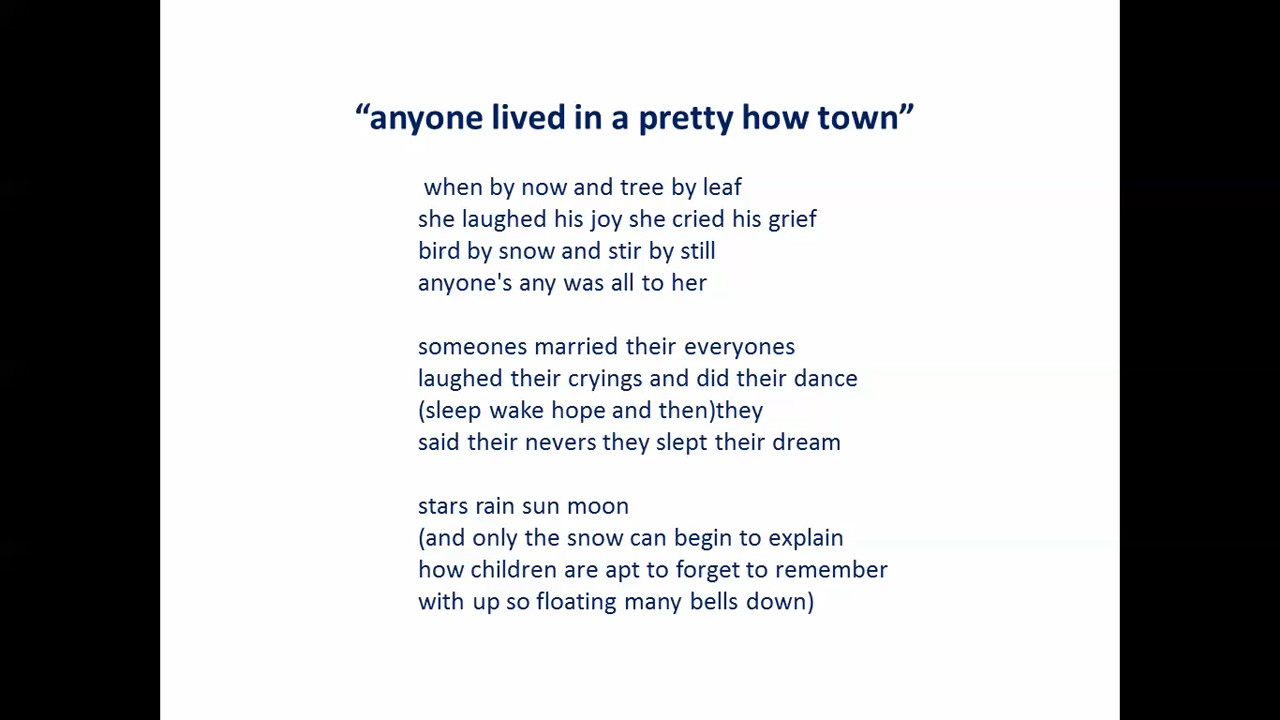 “anyone lived in a pretty how town”
when by now and tree by leaf
she laughed his joy she cried his grief
bird by snow and stir by still
anyone's any was all to her
someones married their everyones
laughed their cryings and did their dance
(sleep wake hope and then)they
said their nevers they slept their dream
stars rain sun moon
(and only the snow can begin to explain
how children are apt to forget to remember
with up so floating many bells down)